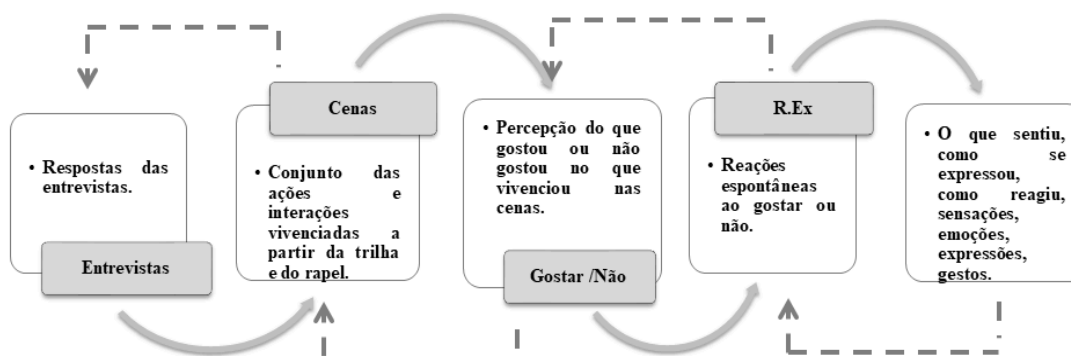 • Respostas das
entrevistas.
Entrevistas
Cenas
• Conjunto das
ações e
interações
vivenciadas a
partir da trilha
e do rapel.
• Percepção do que
gostou ou não
gostou no que
vivenciou nas
cenas.
Gostar /Não
R.Ex
• Reações
espontâneas
ao gostar ou
não.
• O que sentiu,
como se
expressou,
como reagiu,
sensações,
emoções,
expressões,
gestos.